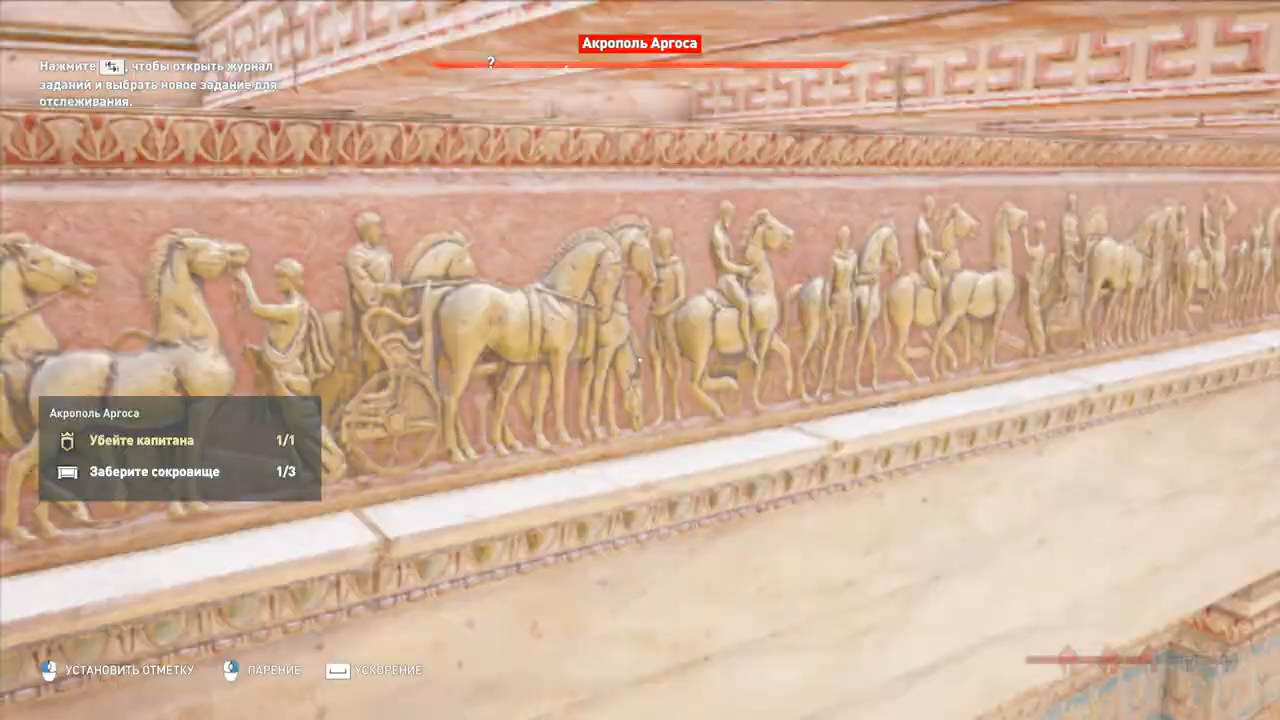 Акрополь Аргоса
?
Нажмите , чтобы открыть журнал
заданий и выбрать новое задание для
отслеживания.
Акрополь Аргоса
Убейте капитана 1/1
Заберите сокровище 1/3
УСТАНОВИТЬ ОТМЕТКУ ПАРЕНИЕ УСКОРЕНИЕ